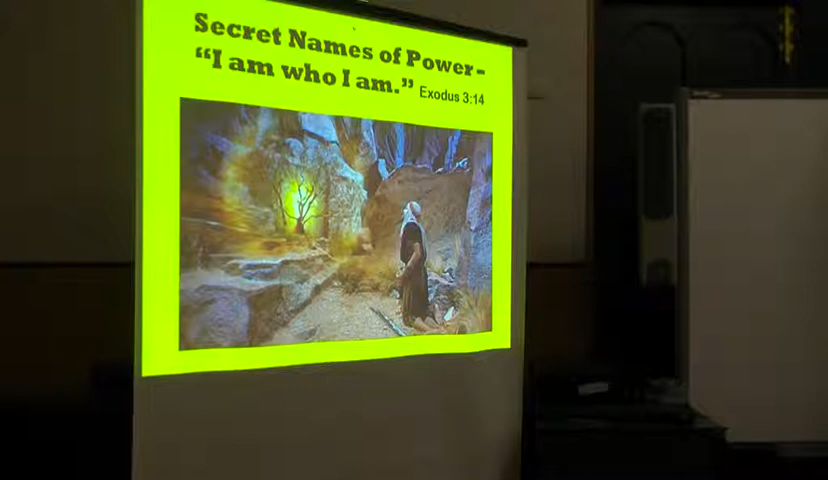 Secret Names of Power-
“I am who I am.” Exodus 3:14